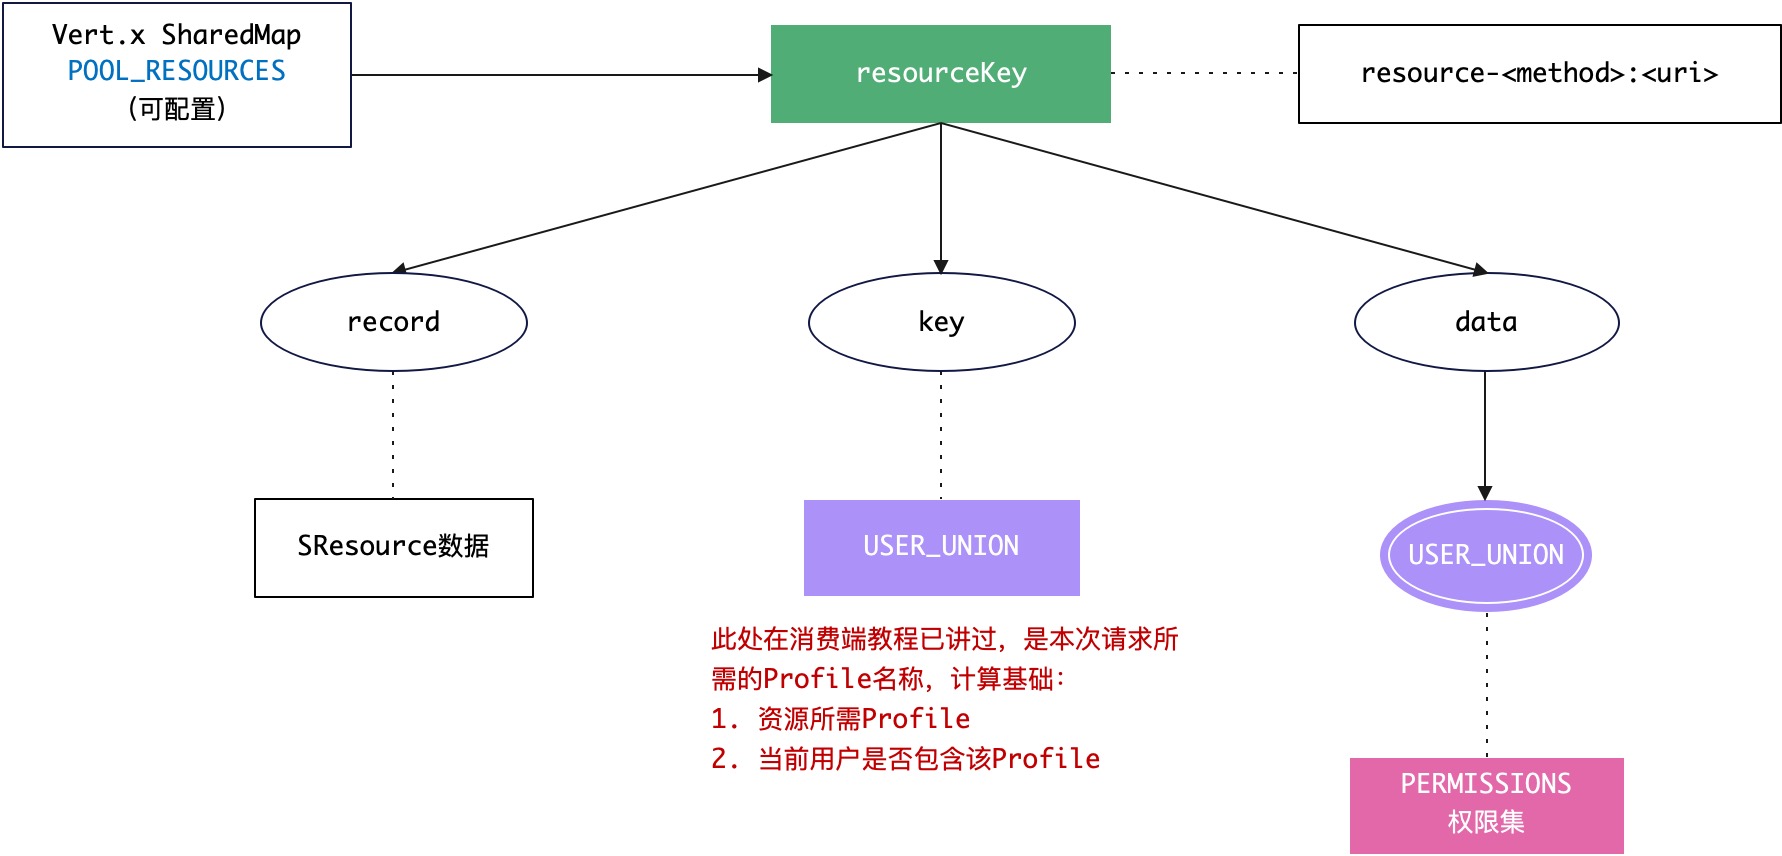 Vert.x SharedMap
POOL_RESOURCES
(可配置)
resourceKey
resource-<method>:<uri>
record
key
data
SResource数据
USER_UNION
USER_UNION
此处在消费端教程已讲过，是本次请求所
需的Profile名称，计算基础：
1. 资源所需Profile
2. 当前用户是否包含该Profile
PERMISSIONS
权限集